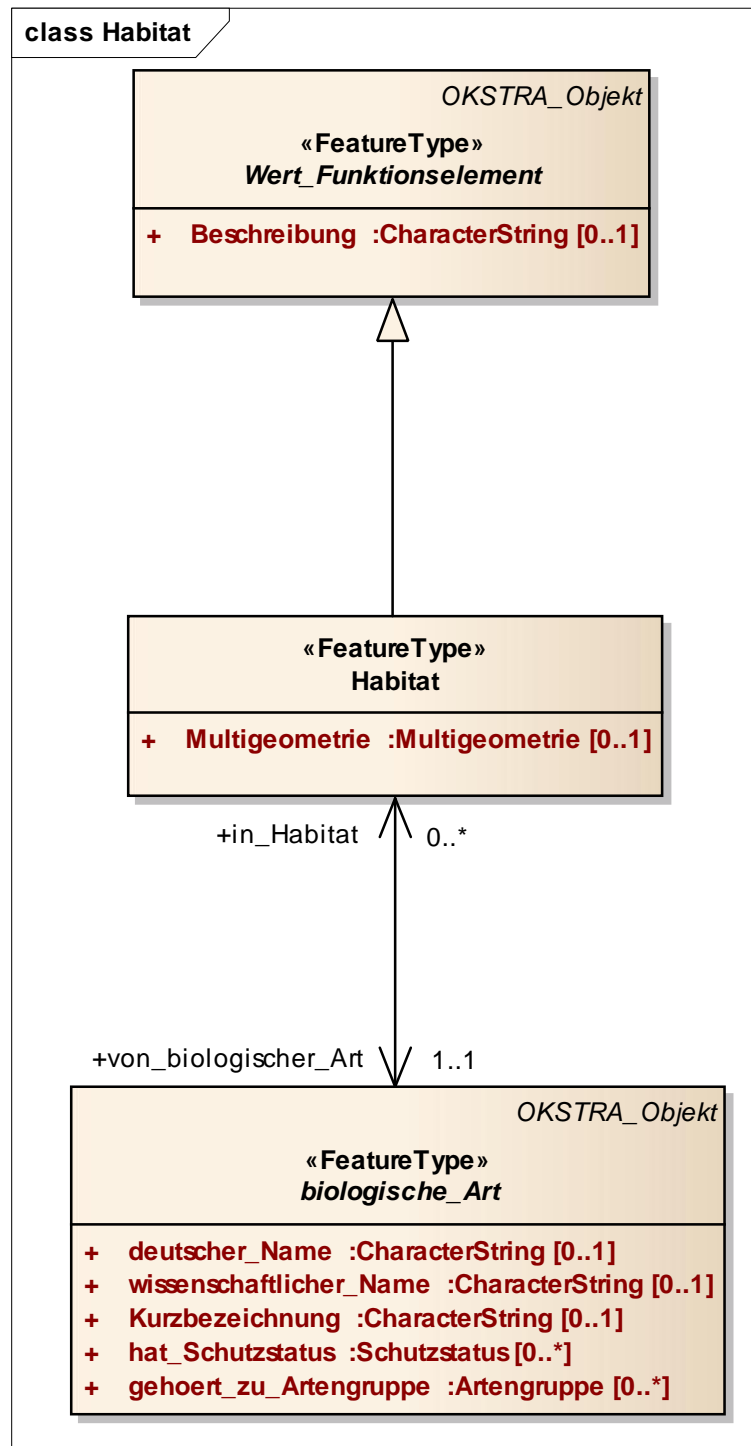 class Habitat
OKSTRA_Objekt
«FeatureType»
Wert_Funktionselement
+ Beschreibung :CharacterString [0..1]
«FeatureType»
Habitat
+ Multigeometrie :Multigeometrie [0..1]
+in_Habitat 0..*
+von_biologischer_Art 1..1
OKSTRA_Objekt
«FeatureType»
biologische_Art
+ deutscher_Name :CharacterString [0..1]
+ wissenschaftlicher_Name :CharacterString [0..1]
+ Kurzbezeichnung :CharacterString [0..1]
+ hat_Schutzstatus :Schutzstatus [0..*]
+ gehoert_zu_Artengruppe :Artengruppe [0..*]